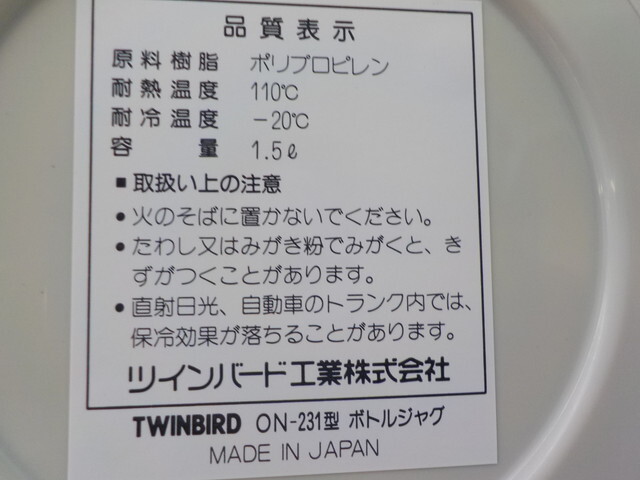 品質表示
原料樹脂 ポリプロピレン
耐熱温度 110℃
耐冷温度 -20℃
容量 1.5ℓ
■取扱い上の注意
●火のそばに置かないでください。
●たわし又はみがき粉でみがくと、き
ずがつくことがあります。
●直射日光、自動車のトランク内では、
保冷効果が落ちることがあります。
ツインバード工業株式会社
TWINBIRD ON-231型 ボトルジャグ
MADE IN JAPAN